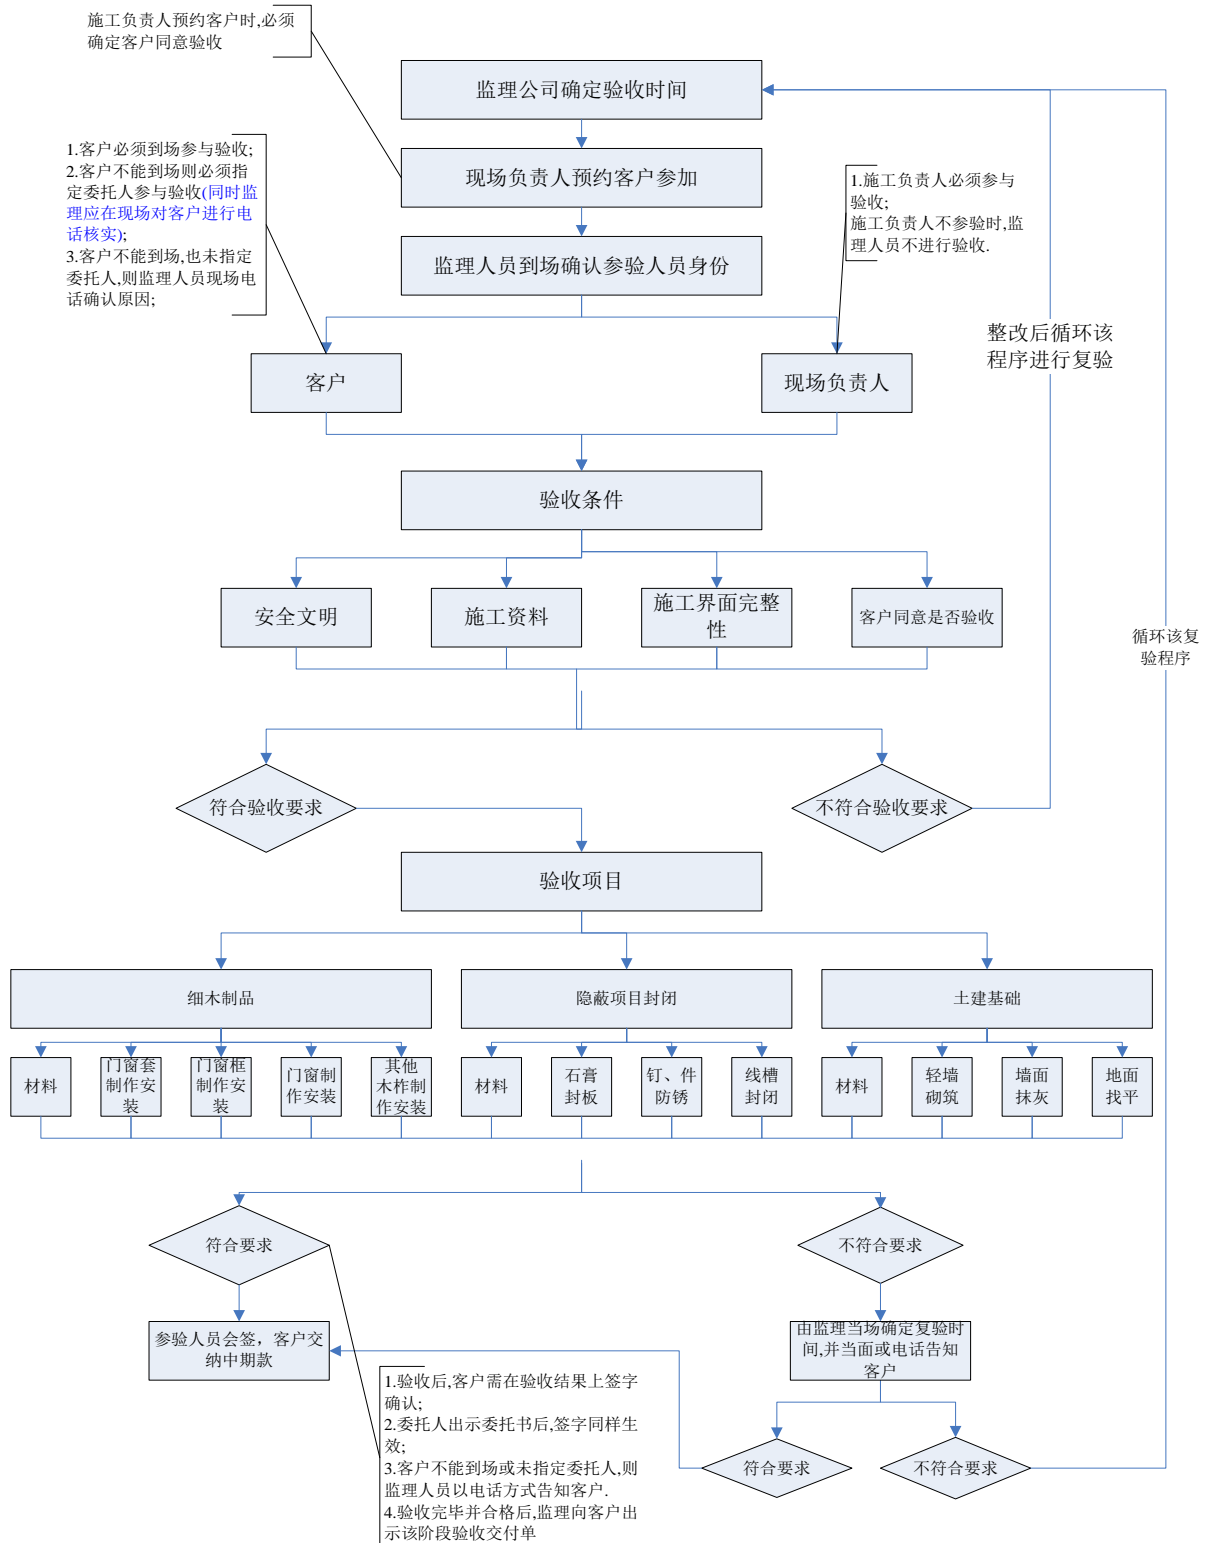 施工负责人预约客户时,必须
确定客户同意验收
监理公司确定验收时间
1.客户必须到场参与验收;
2.客户不能到场则必须指
定委托人参与验收(同时监
理应在现场对客户进行电
话核实);
3.客户不能到场,也未指定
委托人,则监理人员现场电
话确认原因;
现场负责人预约客户参加
1.施工负责人必须参与
验收;
施工负责人不参验时,监
理人员不进行验收.
监理人员到场确认参验人员身份
整改后循环该
程序进行复验
客户
现场负责人
验收条件
安全文明
施工资料
施工界面完整
性
客户同意是否验收
循环该复
验程序
符合验收要求
不符合验收要求
验收项目
细木制品
隐蔽项目封闭
土建基础
材料
门窗套
制作安
装
门窗框
制作安
装
门窗制
作安装
其他
木柞制
作安装
材料
石膏
封板
钉、件
防锈
线槽
封闭
材料
轻墙
砌筑
墙面
抹灰
地面
找平
符合要求
不符合要求
参验人员会签，客户交
纳中期款
由监理当场确定复验时
间,并当面或电话告知
客户
1.验收后,客户需在验收结果上签字
确认;
2.委托人出示委托书后,签字同样生
效;
3.客户不能到场或未指定委托人,则
监理人员以电话方式告知客户.
4.验收完毕并合格后,监理向客户出
示该阶段验收交付单
符合要求
不符合要求